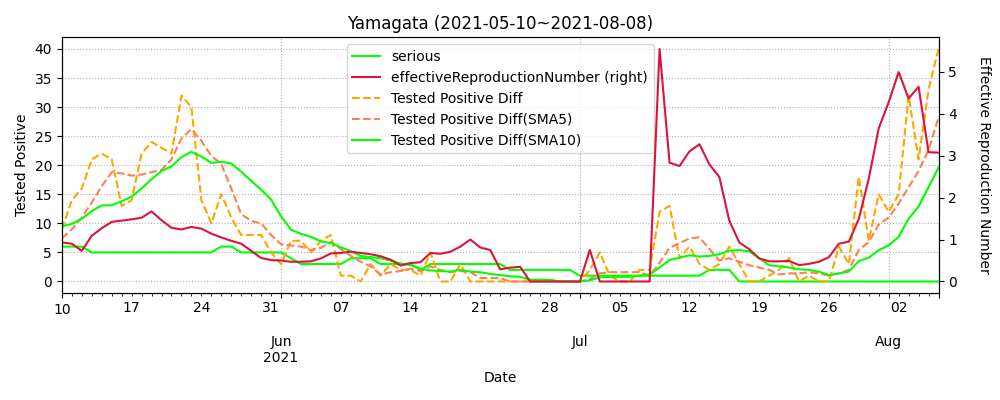 Yamagata (2021-05-10~2021-08-08)
serious
effectiveReproductionNumber (right)
Tested Positive Diff
Tested Positive Diff(SMA5)
Tested Positive Diff(SMA10)
Tested Positive
40
35
30
25
20
15
10
5
0
Effective Reproduction Number
5
4
3
2
1
0
10 17 24 31 07 14 21 28 05 12 19 26 02
Jun Jul Aug
2021
Date